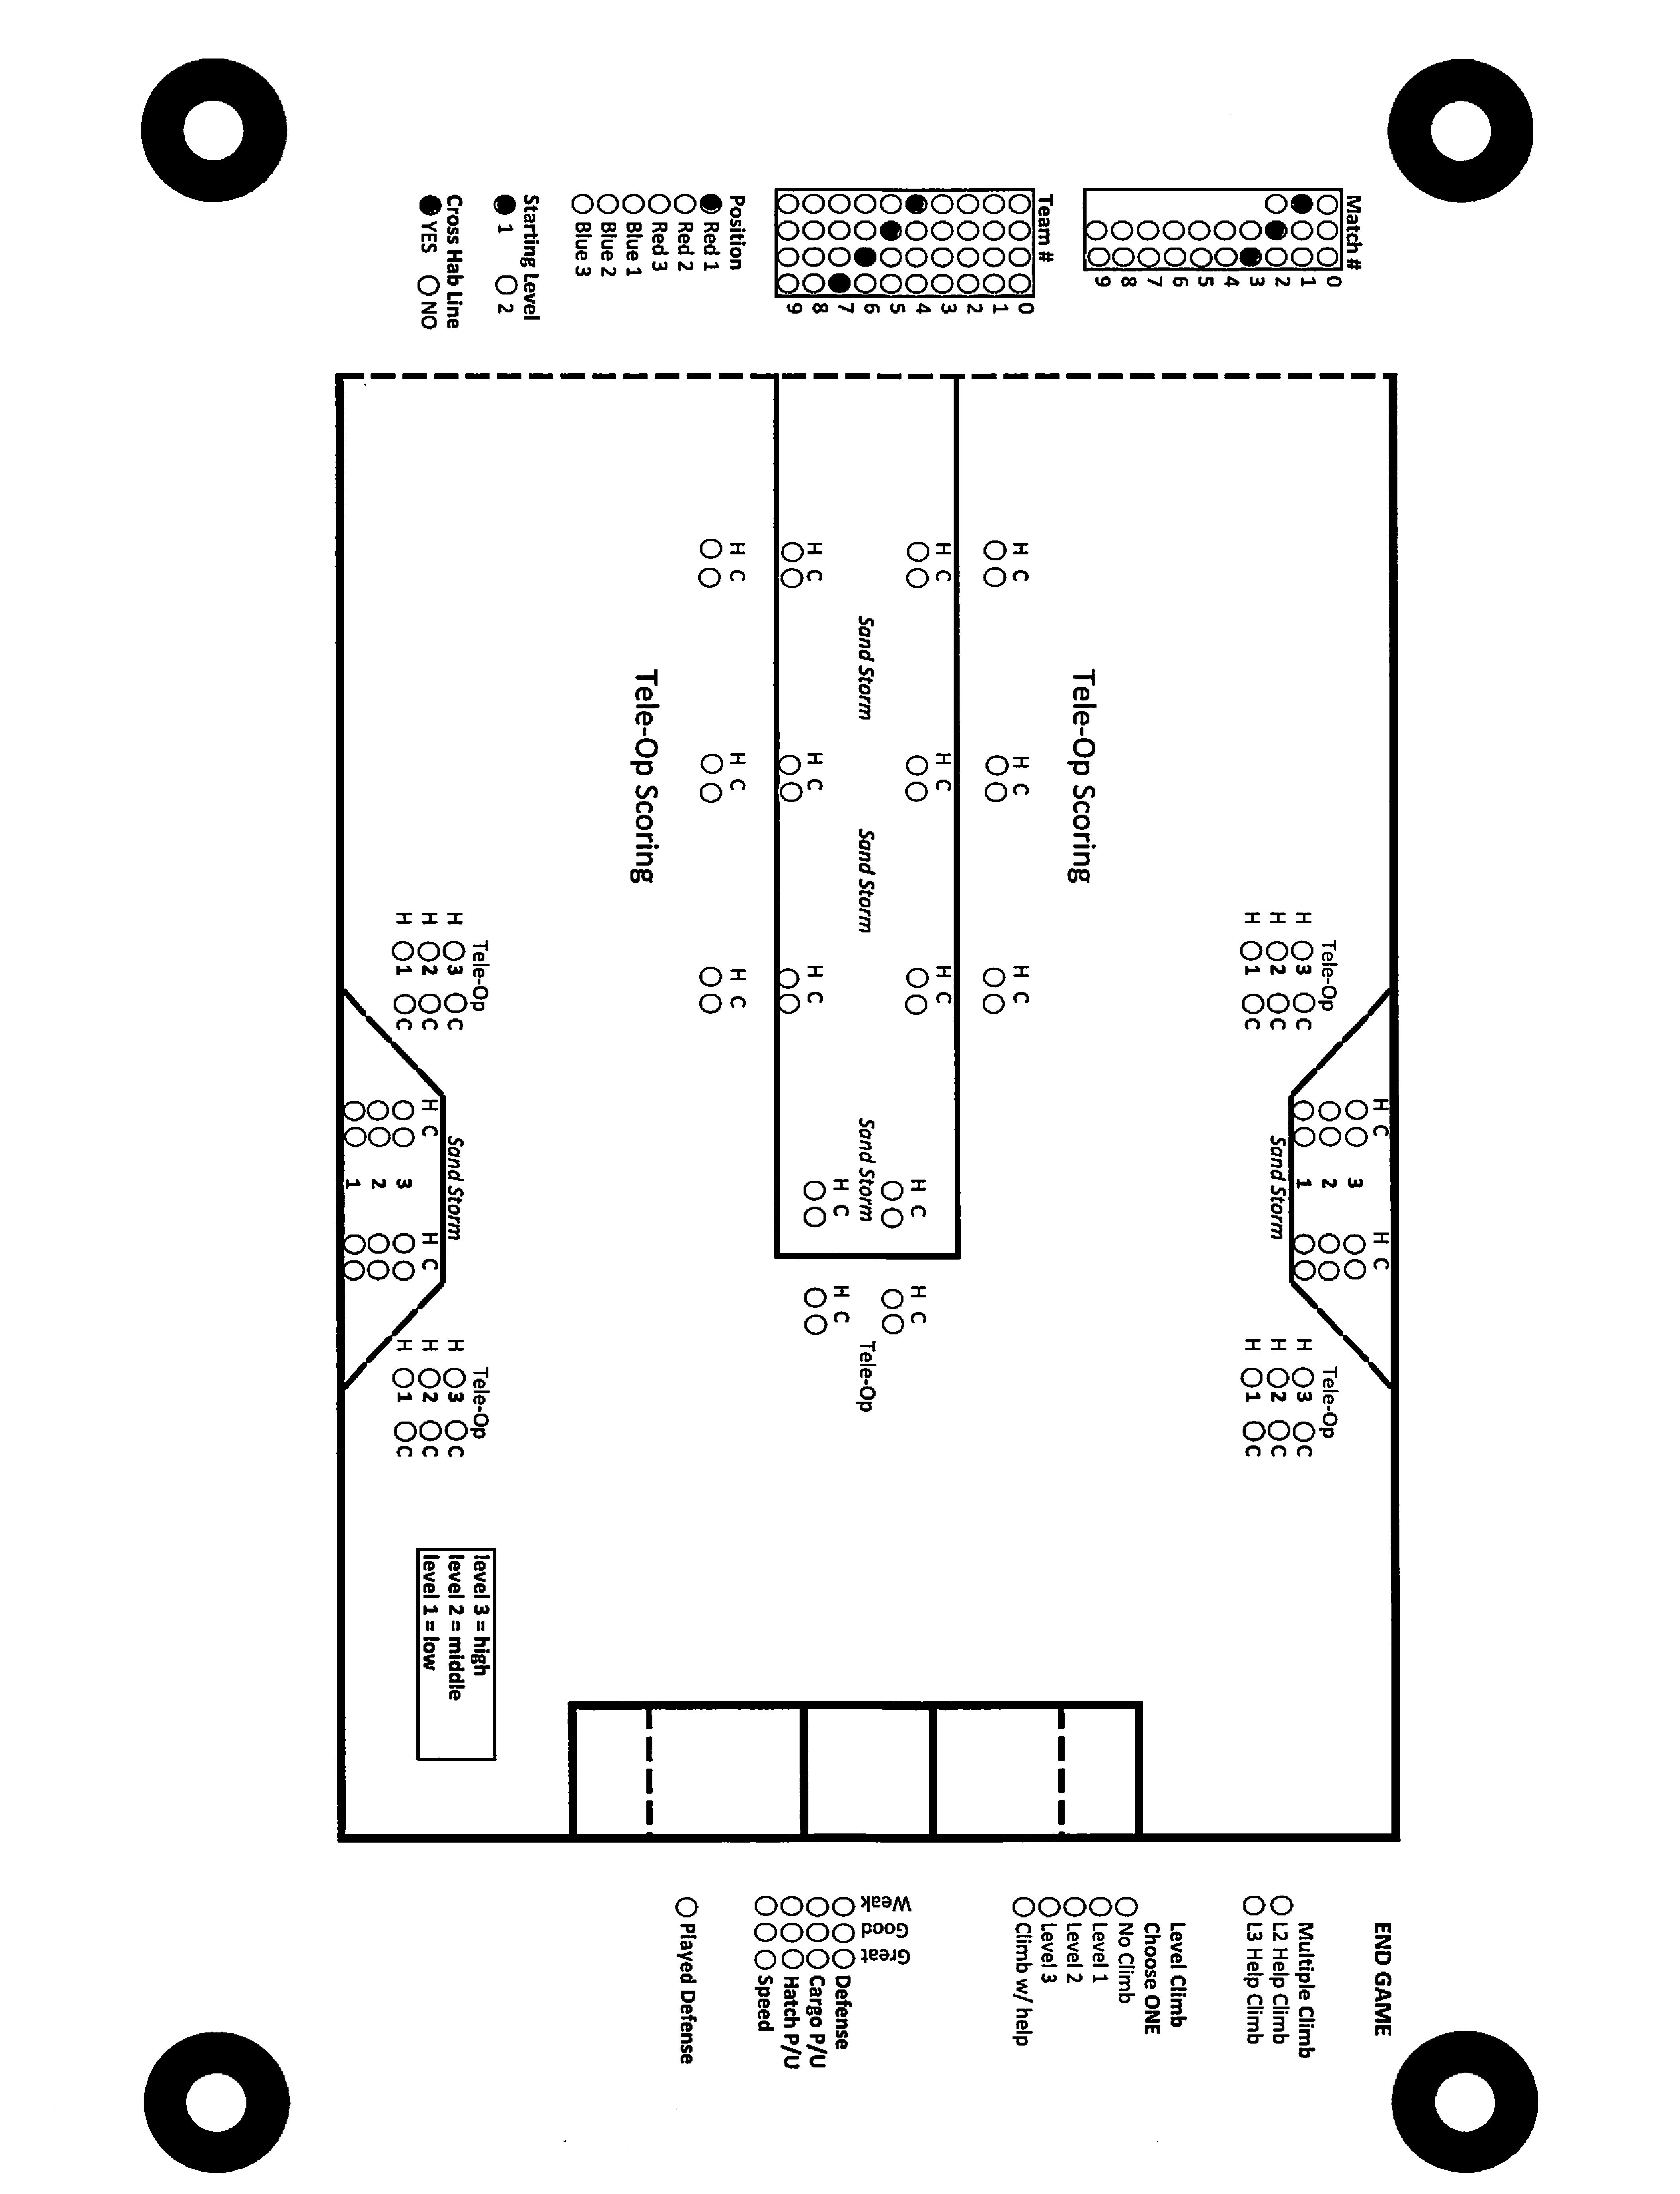 Match #
0
1
2
3
4
5
6
7
8
9
Team #
0
1
2
3
4
5
6
7
8
9
Position
Red 1
Red 2
Red 3
Blue 1
Blue 2
Blue 3
Starting Level
1 2
Cross Hab Line
YES NO
Tele-Op
H 3 C
H 2 C
H 1 C
H C H C
3
2
1
Sand Storm
Tele-Op
H 3 C
H 2 C
H 1 C
Tele-Op Scoring
H C H C H C
H C H C H C
Sand Storm Sand Storm Sand Storm
H C
H C
H C
H C
Tele-Op
H C H C H C
H C H C H C
Tele-Op Scoring
Tele-Op
H 3 C
H 2 C
H 1 C
Sand Storm
H C H C
3
2
1
Tele-Op
H 3 C
H 2 C
H 1 C
level 3 = high
level 2 = middle
level 1 = low
END GAME
Multiple Climb
L2 Help Climb
L3 Help Climb
Level Climb
Choose ONE
No Climb
Level 1
Level 2
Level 3
Climb w/ help
Weak Good Great
Defense
Cargo P/U
Hatch P/U
Speed
Played Defense